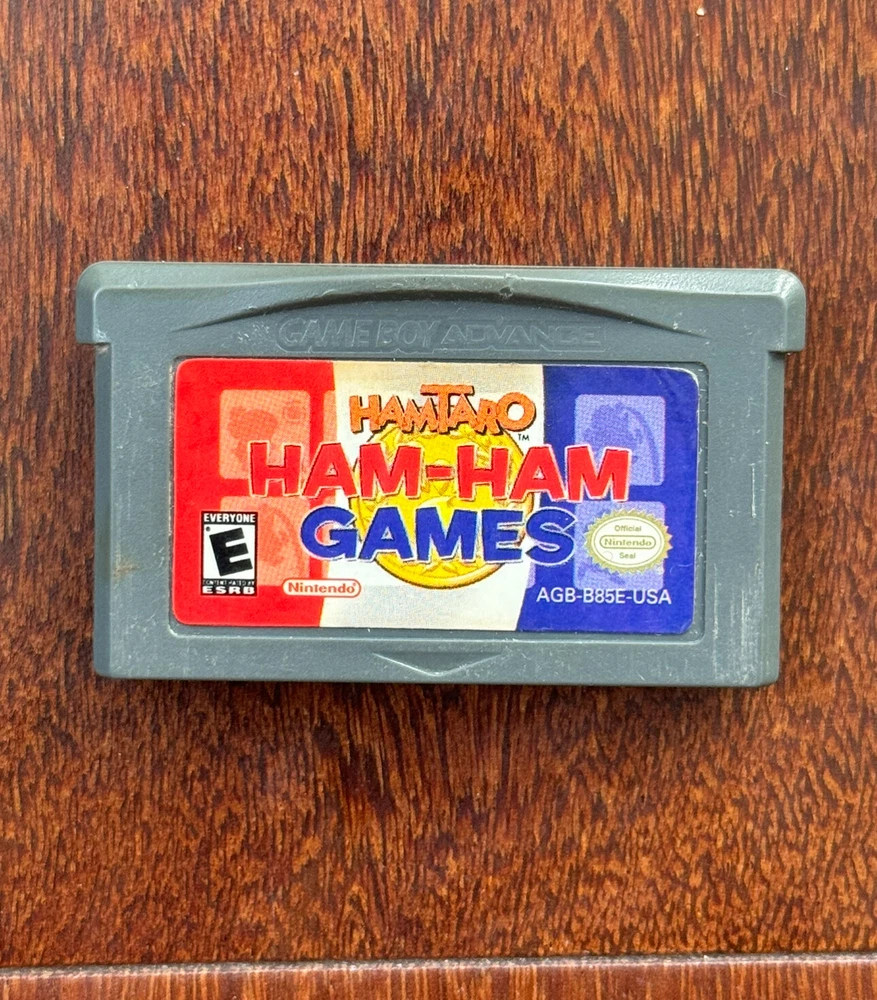 GAME BOY ADVANCE
HAMTARO
TM
HAM-HAM
GAMES
EVERYONE
E
CONTENT RATED BY
ESRB
Nintendo
Official
Nintendo
Seal
AGB-B85E-USA